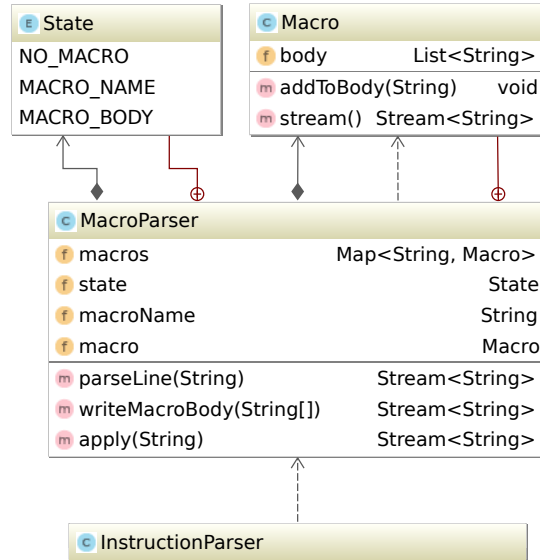 E State
NO_MACRO
MACRO_NAME
MACRO_BODY
C Macro
f body List<String>
m addToBody(String) void
m stream() Stream<String>
C MacroParser
f macros Map<String, Macro>
f state State
f macroName String
f macro Macro
m parseLine(String) Stream<String>
m writeMacroBody(String[]) Stream<String>
m apply(String) Stream<String>
C InstructionParser